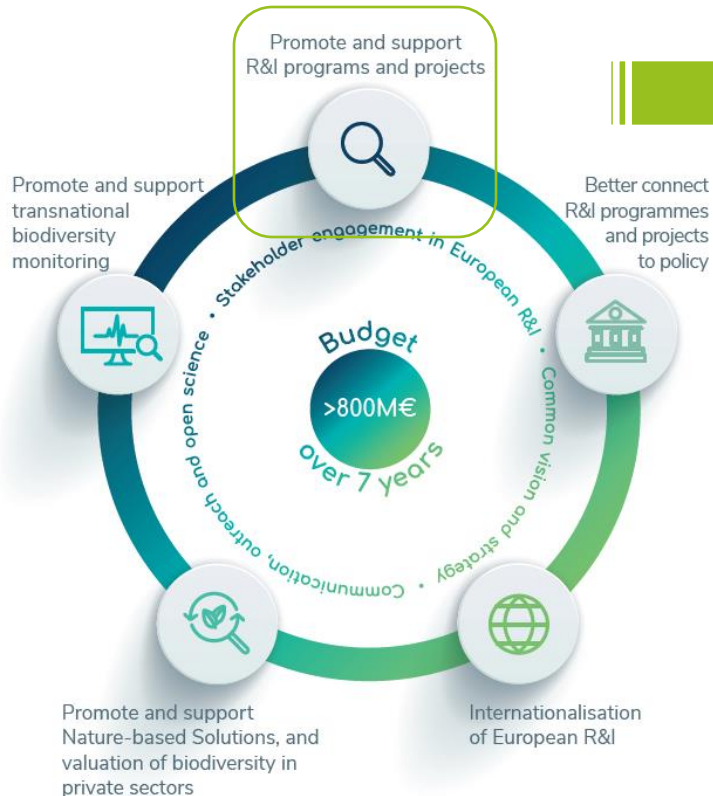 Promote and support
R&I programs and projects
Promote and support
transnational
biodiversity
monitoring
Better connect
R&I programmes
and projects
to policy
Stakeholder engagement in European R&I • Common vision and strategy • Communication, outreach and open science •
Budget
>800M€
over 7 years
Promote and support
Nature-based Solutions, and
valuation of biodiversity in
private sectors
Internationalisation
of European R&I